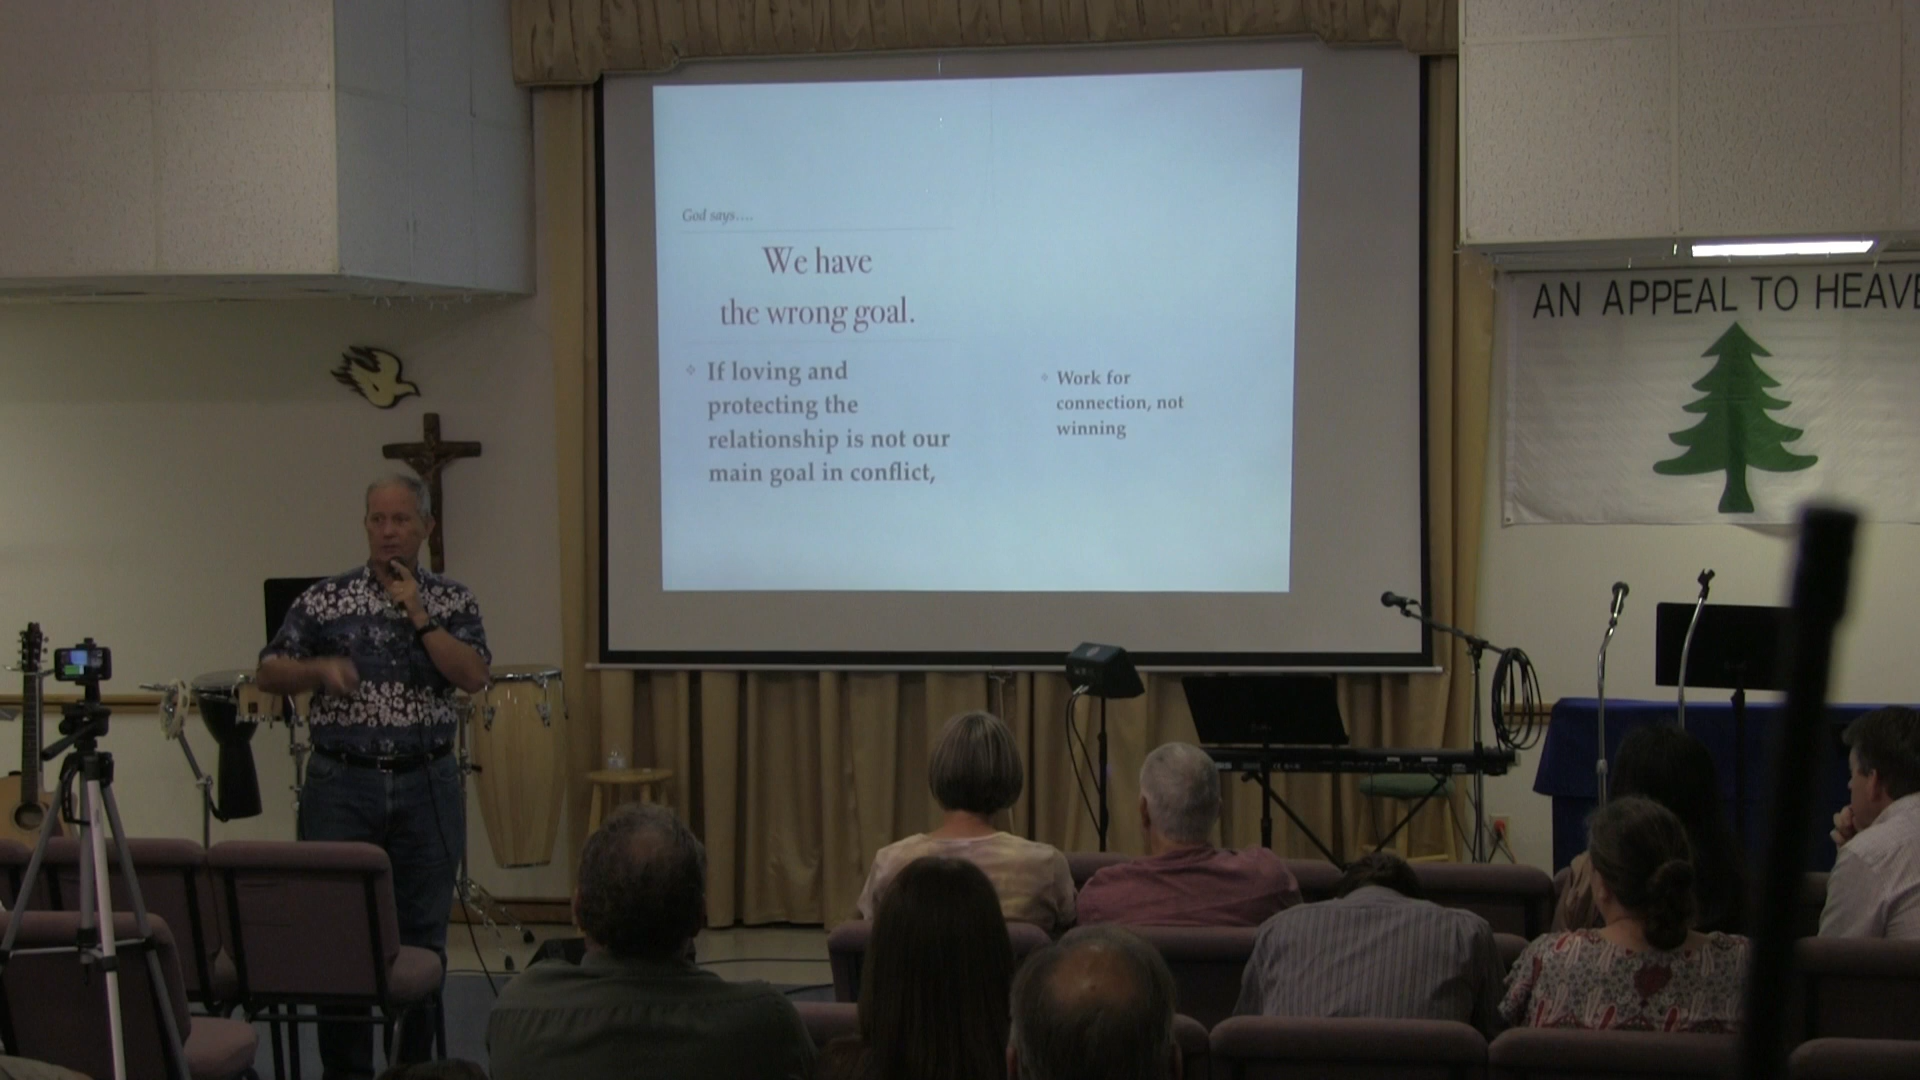 God says....
We have
the wrong goal.
If loving and
protecting the
relationship is not our
main goal in conflict,
Work for
connection, not
winning
AN APPEAL TO